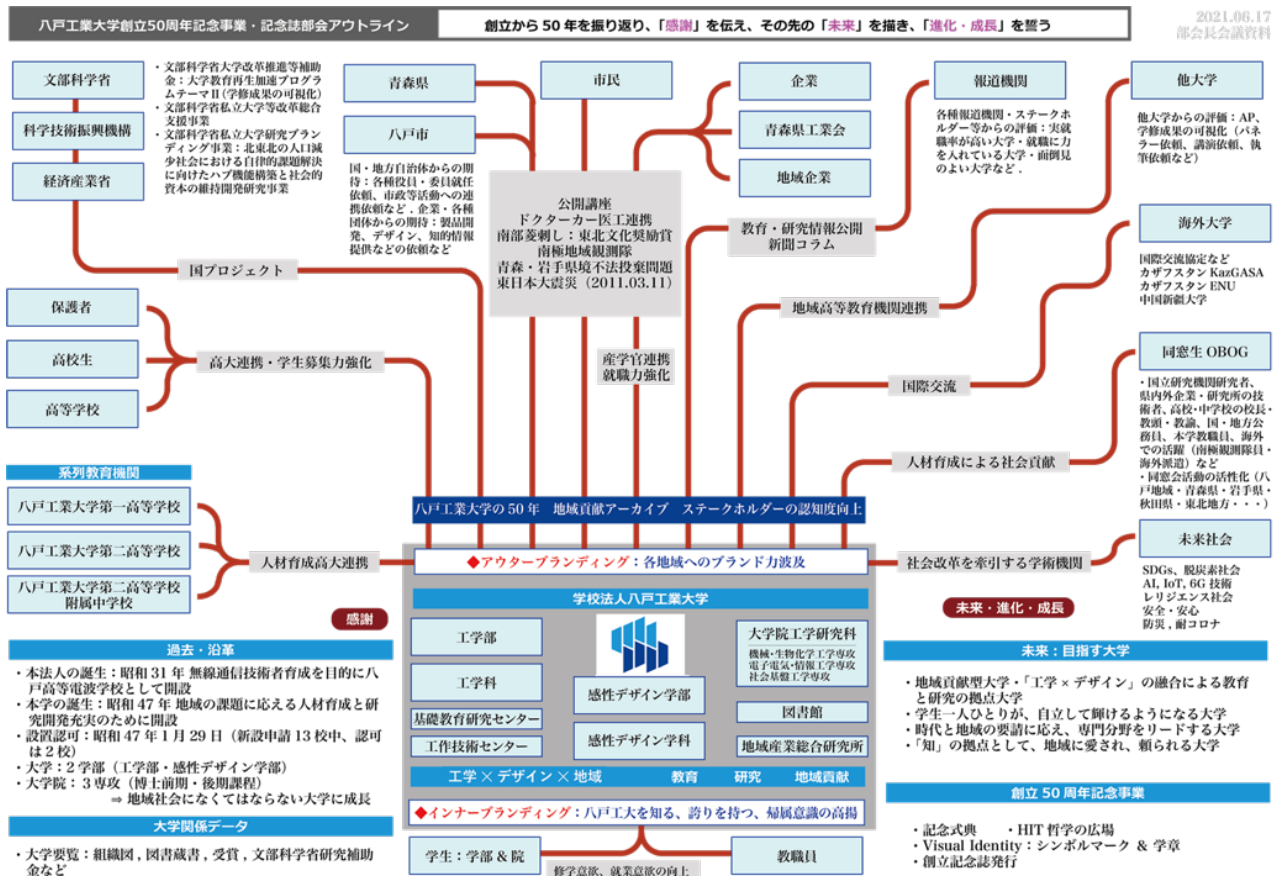 八戸工業大学創立50周年記念事業・記念誌部会アウトライン
創立から50年を振り返り、「感謝」を伝え、その先の「未来」を描き、「進化・成長」を誓う
2021.06.17
部会長会議資料
文部科学省
科学技術振興機構
経済産業省
・文部科学省大学改革推進等補助
金：大学教育再生加速プログラ
ムテーマⅡ(学修成果の可視化)
・文部科学省私立大学等改革総合
支援事業
・文部科学省私立大学研究ブラン
ディング事業：北東北の人口減
少社会における自律的課題解決
に向けたハブ機能構築と社会的
資本の維持開発研究事業
国プロジェクト
青森県
八戸市
国・地方自治体からの期
待：各種役員・委員就任
依頼、市政等活動への連
携依頼など．企業・各種
団体からの期待：製品開
発、デザイン、知的情報
提供などの依頼など
市民
公開講座
ドクターカー医工連携
南部菱刺し：東北文化奨励賞
南極地域観測隊
青森・岩手県境不法投棄問題
東日本大震災（2011.03.11）
企業
青森県工業会
地域企業
産学官連携
就職力強化
報道機関
各種報道機関・ステークホ
ルダー等からの評価：実就
職率が高い大学・就職に力
を入れている大学・面倒見
のよい大学など．
教育・研究情報公開
新聞コラム
他大学
他大学からの評価：AP、
学修成果の可視化（パネ
ラー依頼、講演依頼、執
筆依頼など）
地域高等教育機関連携
海外大学
国際交流協定など
カザフスタン KazGASA
カザフスタン ENU
中国新疆大学
国際交流
同窓生 OBOG
・国立研究機関研究者、
県内外企業・研究所の技
術者、高校・中学校の校長・
教頭・教諭、国・地方公
務員、本学教職員、海外
での活躍（南極観測隊員・
海外派遣）など
・同窓会活動の活性化（八
戸地域・青森県・岩手県・
秋田県・東北地方・・・）
人材育成による社会貢献
未来社会
SDGs、脱炭素社会
AI, IoT, 6G 技術
レリジエンス社会
安全・安心
防災 , 耐コロナ
社会改革を牽引する学術機関
保護者
高校生
高等学校
高大連携・学生募集力強化
系列教育機関
八戸工業大学第一高等学校
八戸工業大学第二高等学校
八戸工業大学第二高等学校
附属中学校
人材育成高大連携
八戸工業大学の50年　地域貢献アーカイブ　ステークホルダーの認知度向上
◆アウターブランディング：各地域へのブランド力波及
学校法人八戸工業大学
工学部
工学科
基礎教育研究センター
工作技術センター
感性デザイン学部
感性デザイン学科
大学院工学研究科
機械・生物化学工学専攻
電子電気・情報工学専攻
社会基盤工学専攻
図書館
地域産業総合研究所
工学×デザイン×地域　教育　研究　地域貢献
◆インナーブランディング：八戸工大を知る、誇りを持つ、帰属意識の高揚
学生：学部 & 院
教職員
修学意欲、就業意欲の向上
感謝
過去・沿革
・本法人の誕生：昭和31年 無線通信技術者育成を目的に八
戸高等電波学校として開設
・本学の誕生：昭和47年 地域の課題に応える人材育成と研
究開発充実のために開設
・設置認可：昭和47年1月29日（新設申請13校中、認可
は2校）
・大学：2学部（工学部・感性デザイン学部）
・大学院：3専攻（博士前期・後期課程）
⇒ 地域社会になくてはならない大学に成長
大学関係データ
・大学要覧：組織図 , 図書蔵書 , 受賞 , 文部科学省研究補助
金など
未来・進化・成長
未来：目指す大学
・地域貢献型大学・「工学 × デザイン」の融合による教育
と研究の拠点大学
・学生一人ひとりが、自立して輝けるようになる大学
・時代と地域の要請に応え、専門分野をリードする大学
・「知」の拠点として、地域に愛され、頼られる大学
創立50周年記念事業
・記念式典　・HIT 哲学の広場
・Visual Identity：シンボルマーク & 学章
・創立記念誌発行